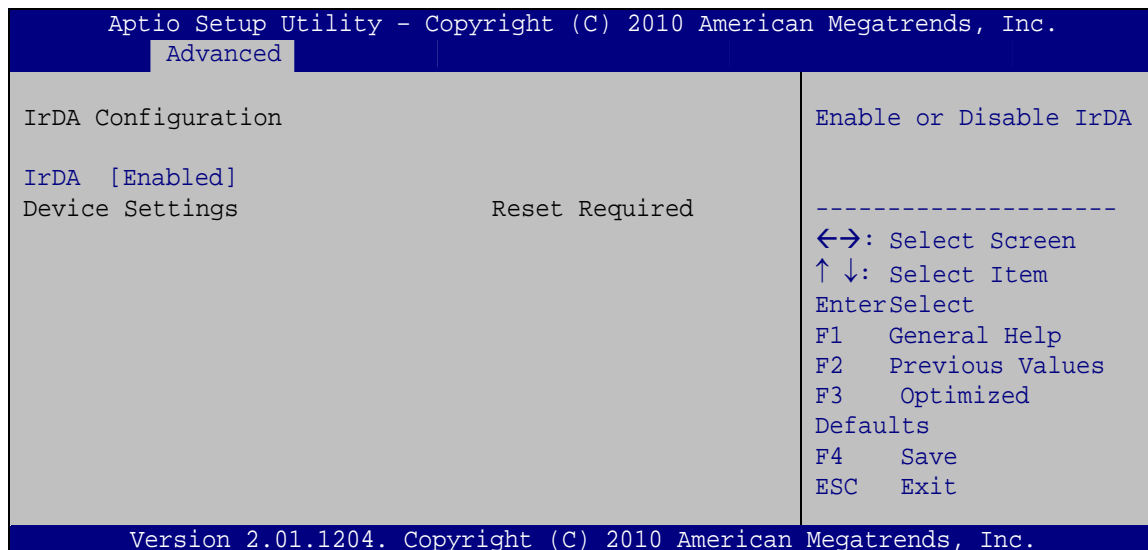 Aptio Setup Utility – Copyright (C) 2010 American Megatrends, Inc.
Advanced
IrDA Configuration
IrDA [Enabled]
Device Settings Reset Required
Enable or Disable IrDA
---------------------
←→: Select Screen
↑ ↓: Select Item
EnterSelect
F1 General Help
F2 Previous Values
F3 Optimized
Defaults
F4 Save
ESC Exit
Version 2.01.1204. Copyright (C) 2010 American Megatrends, Inc.